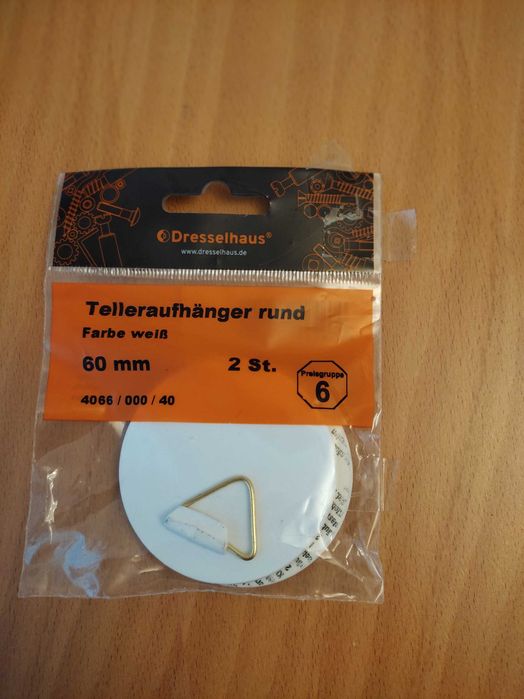 Dresselhaus®
www.dresselhaus.de
Telleraufhänger rund
Farbe weiß
60 mm 2 St.
Preisgruppe
6
4066 / 000 / 40